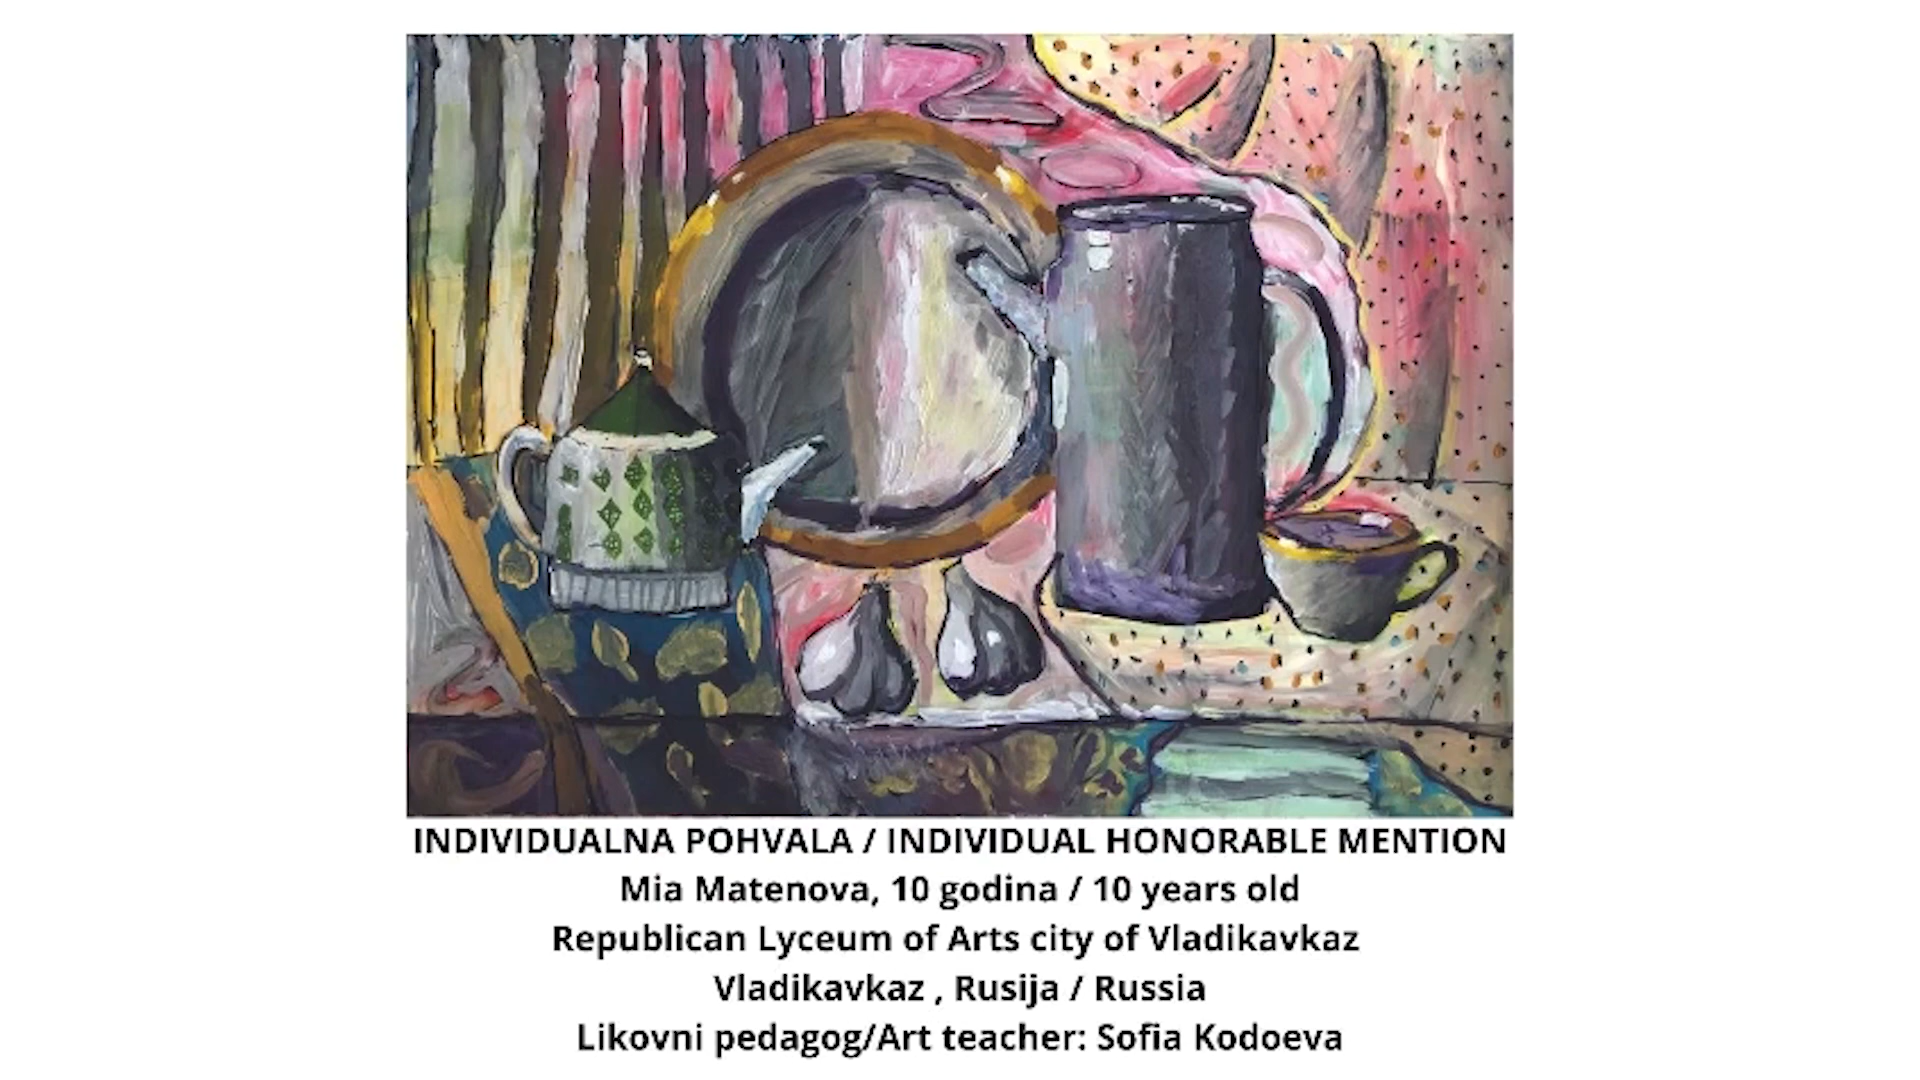 INDIVIDUALNA POHVALA / INDIVIDUAL HONORABLE MENTION
Mia Matenova, 10 godina / 10 years old
Republican Lyceum of Arts city of Vladikavkaz
Vladikavkaz , Rusija / Russia
Likovni pedagog/Art teacher: Sofia Kodoeva